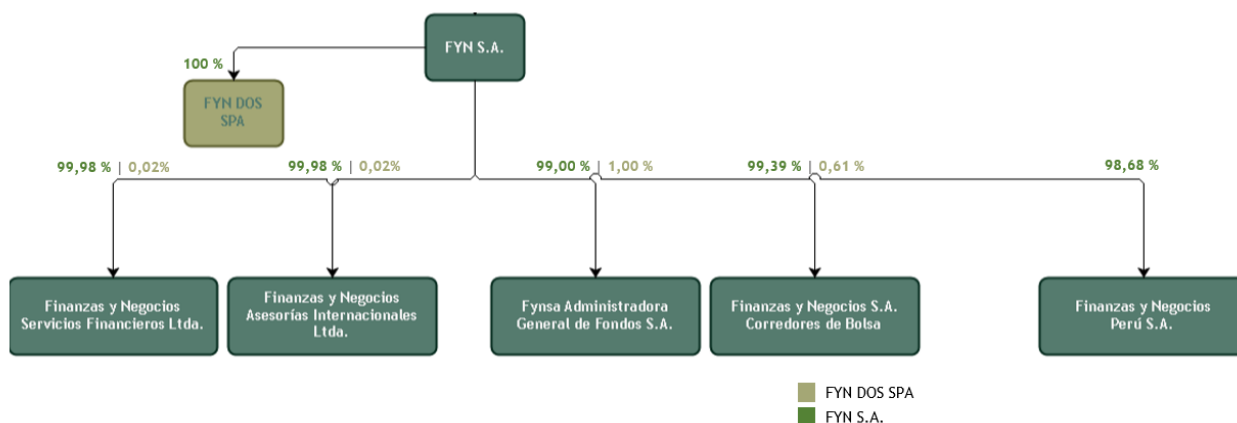 FYN S.A.
100 %
FYN DOS
SPA
99,98 % | 0,02%
99,98 % | 0,02%
99,00 % | 1,00 %
99,39 % | 0,61 %
98,68 %
Finanzas y Negocios
Servicios Financieros Ltda.
Finanzas y Negocios
Asesorías Internacionales
Ltda.
Fynsa Administradora
General de Fondos S.A.
Finanzas y Negocios S.A.
Corredores de Bolsa
Finanzas y Negocios
Perú S.A.
FYN DOS SPA
FYN S.A.